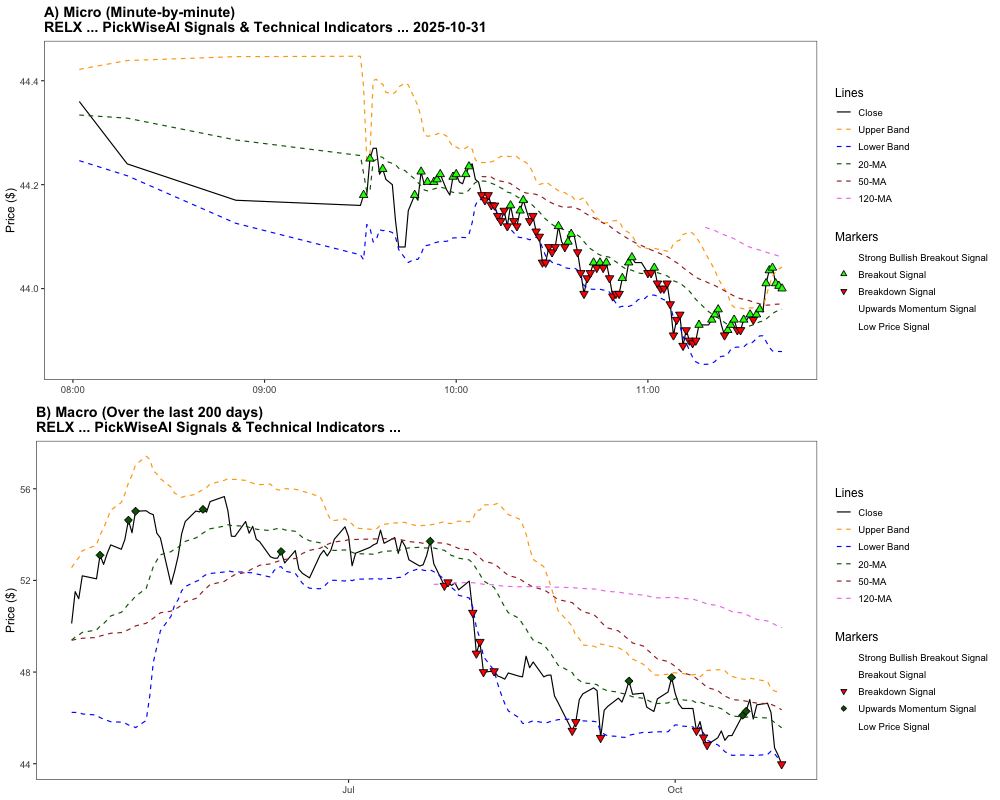 A) Micro (Minute-by-minute)
RELX ... PickWiseAI Signals & Technical Indicators ... 2025-10-31
Price ($)
44.4
44.2
44.0
08:00
09:00
10:00
11:00
Lines
Close
Upper Band
Lower Band
20-MA
50-MA
120-MA
Markers
Strong Bullish Breakout Signal
Breakout Signal
Breakdown Signal
Upwards Momentum Signal
Low Price Signal
B) Macro (Over the last 200 days)
RELX ... PickWiseAI Signals & Technical Indicators ...
Price ($)
56
52
48
44
Jul
Oct
Lines
Close
Upper Band
Lower Band
20-MA
50-MA
120-MA
Markers
Strong Bullish Breakout Signal
Breakout Signal
Breakdown Signal
Upwards Momentum Signal
Low Price Signal